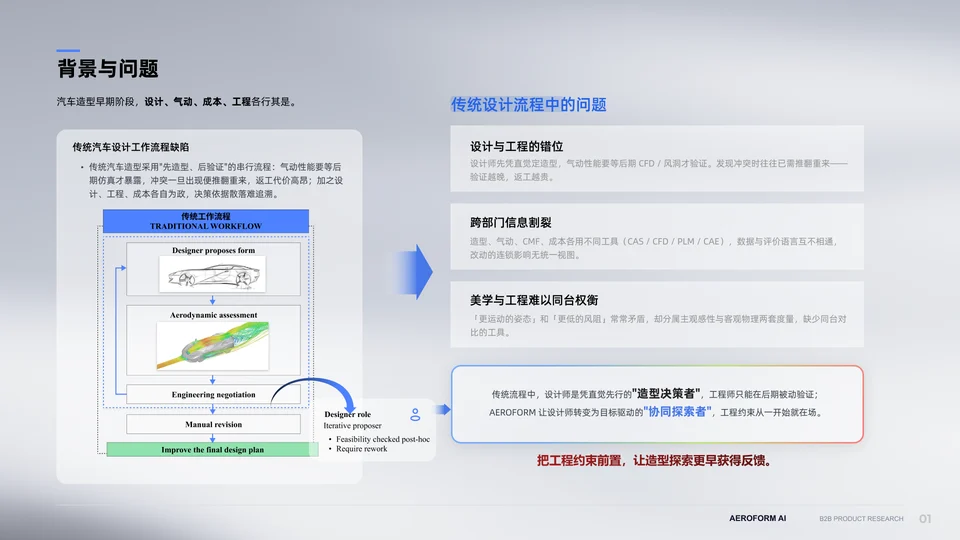 背景与问题
汽车造型早期阶段，设计、气动、成本、工程各行其是。
传统汽车设计工作流程缺陷
• 传统汽车造型采用"先造型、后验证"的串行流程：气动性能要等后
期仿真才暴露，冲突一旦出现便推翻重来，返工代价高昂；加之设
计、工程、成本各自为政，决策依据散落难追溯。
传统工作流程
TRADITIONAL WORKFLOW
Designer proposes form
Aerodynamic assessment
Engineering negotiation
Manual revision
Improve the final design plan
Designer role
Iterative proposer
• Feasibility checked post-hoc
• Require rework
传统设计流程中的问题
设计与工程的错位
设计师先凭直觉定造型，气动性能要等后期 CFD / 风洞才验证。发现冲突时往往已需推翻重来——
验证越晚，返工越贵。
跨部门信息割裂
造型、气动、CMF、成本各用不同工具（CAS / CFD / PLM / CAE），数据与评价语言互不相通，
改动的连锁影响无统一视图。
美学与工程难以同台权衡
「更运动的姿态」和「更低的风阻」常常矛盾，却分属主观感性与客观物理两套度量，缺少同台对
比的工具。
传统流程中，设计师是凭直觉先行的"造型决策者"，工程师只能在后期被动验证；
AEROFORM 让设计师转变为目标驱动的"协同探索者"，工程约束从一开始就在场。
把工程约束前置，让造型探索更早获得反馈。
AEROFORM AI
B2B PRODUCT RESEARCH
01